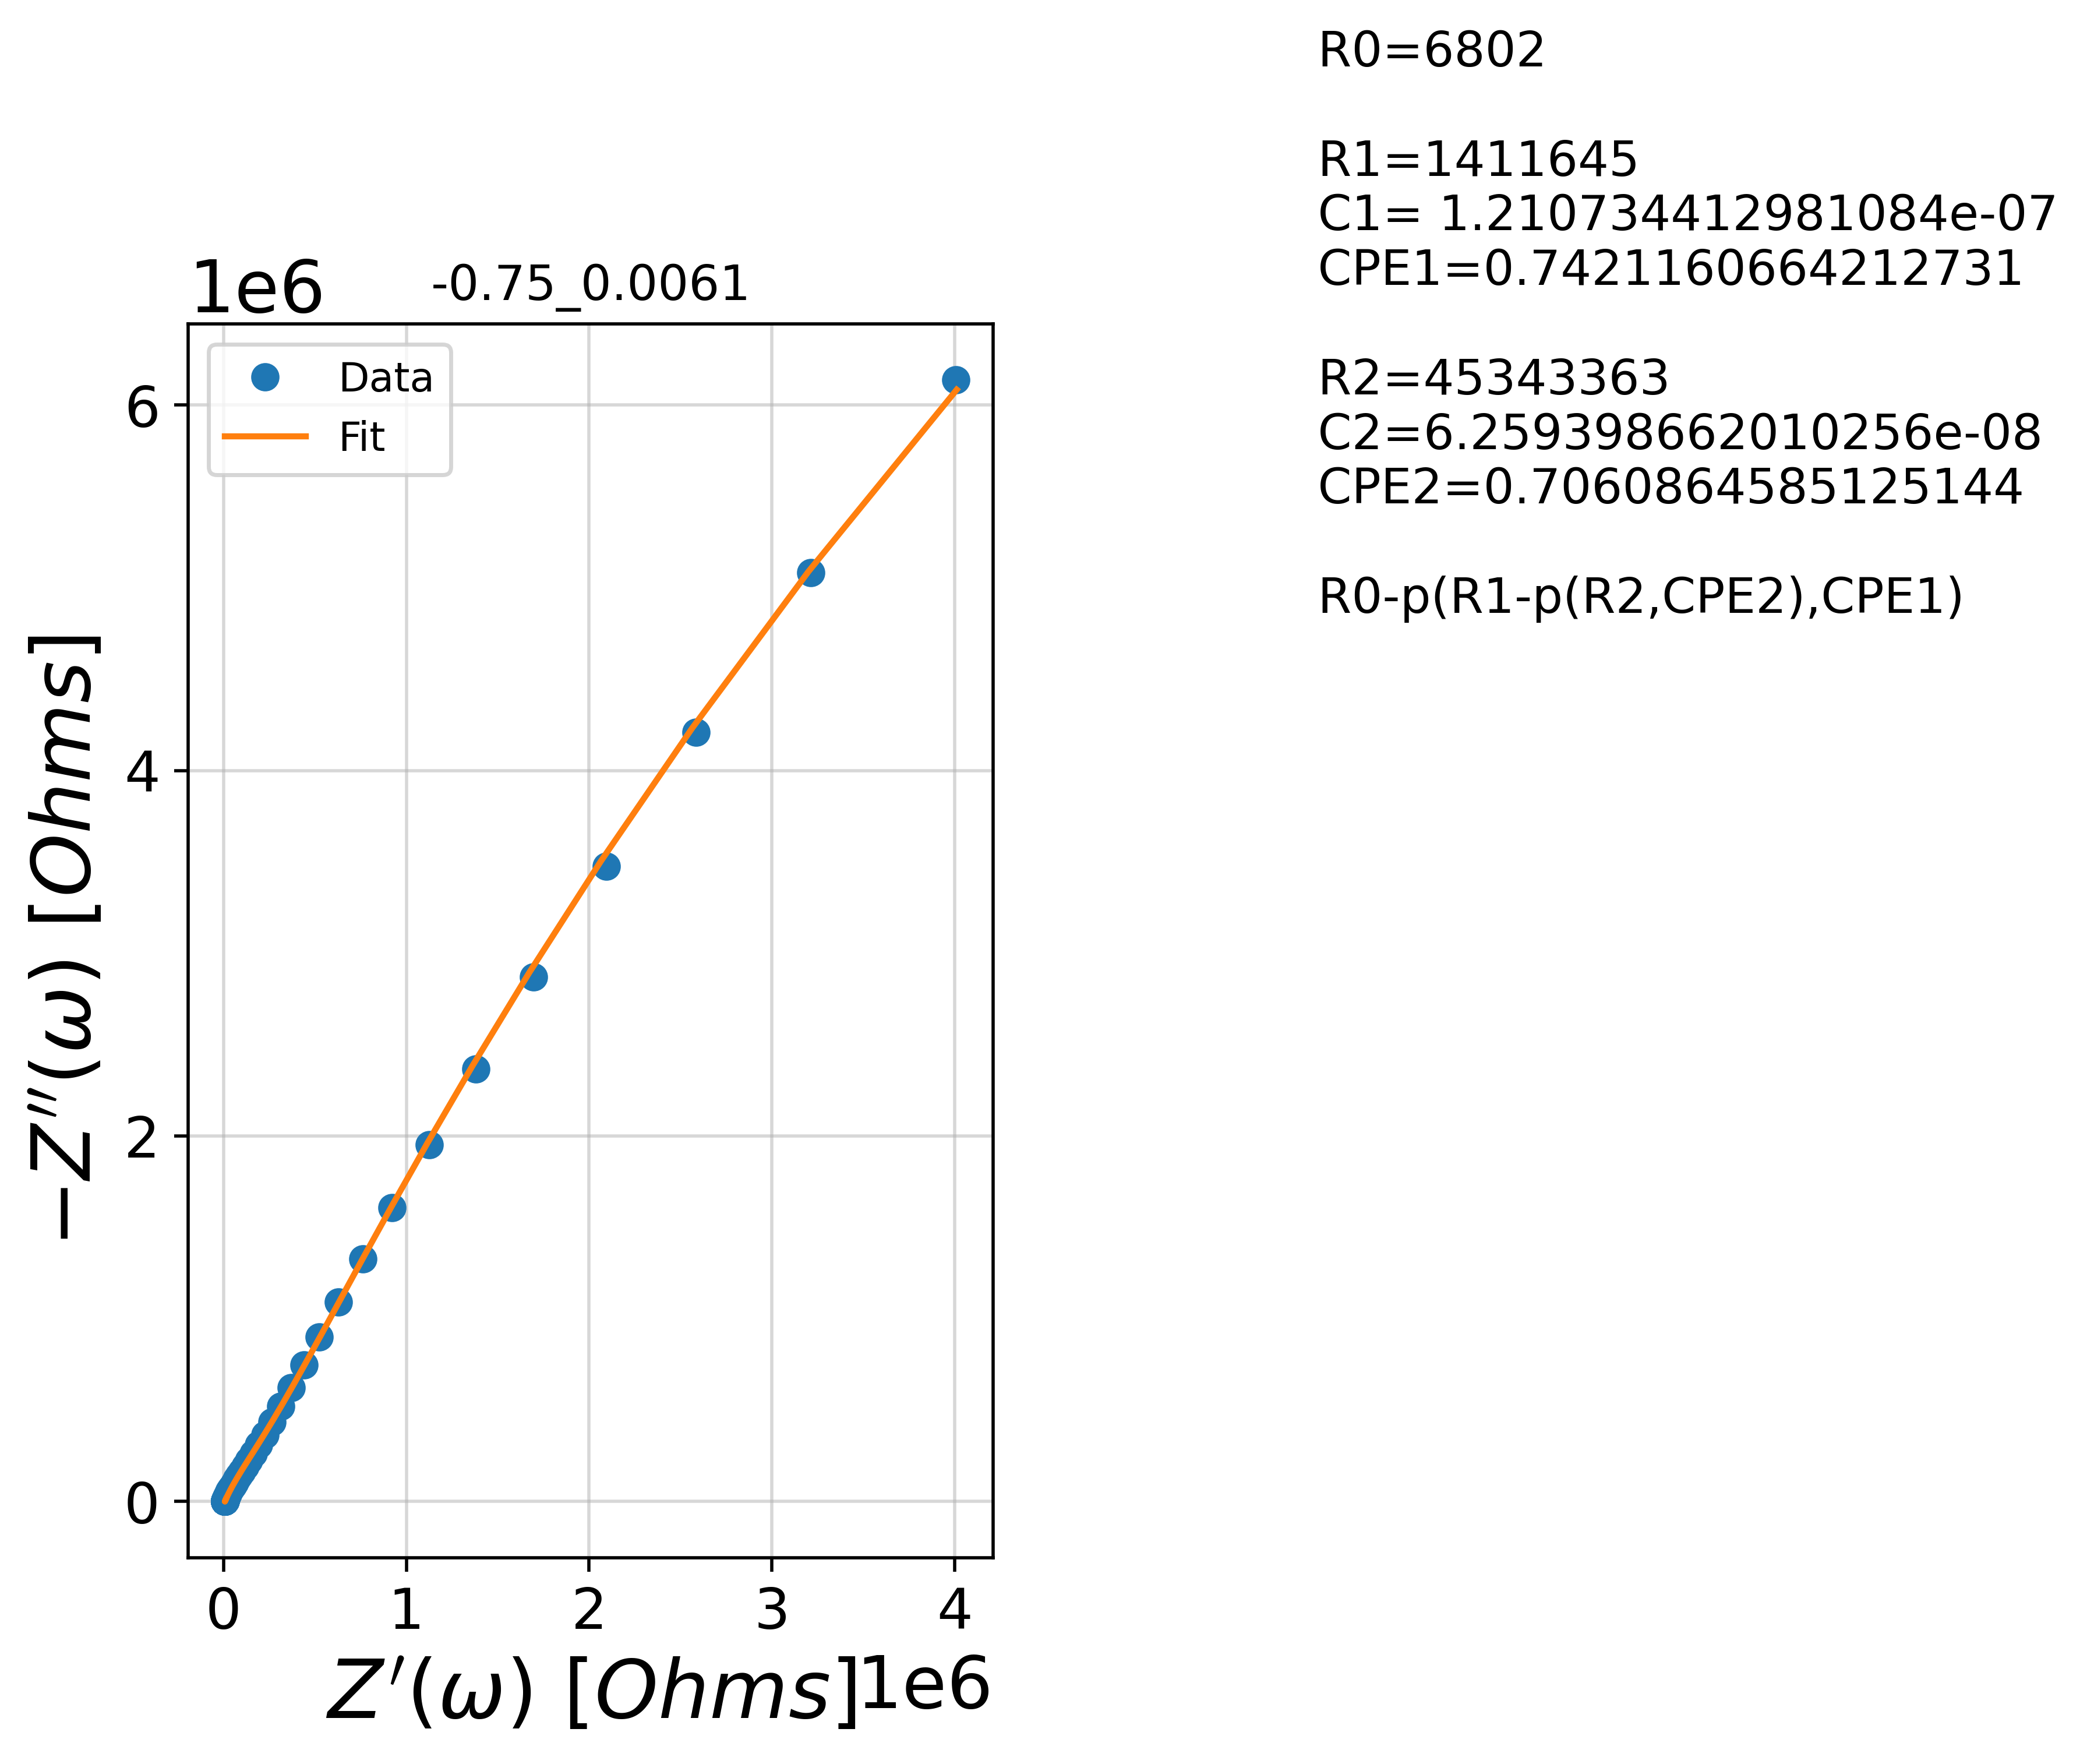 R0=6802
R1=1411645
C1= 1.210734412981084e-07
CPE1=0.7421160664212731
R2=45343363
C2=6.259398662010256e-08
CPE2=0.7060864585125144
R0-p(R1-p(R2,CPE2),CPE1)
1e6
-0.75_0.0061
Data
Fit
6
4
2
0
−Z″(ω) [Ohms]
0 1 2 3 4
Z′(ω) [Ohms]
1e6